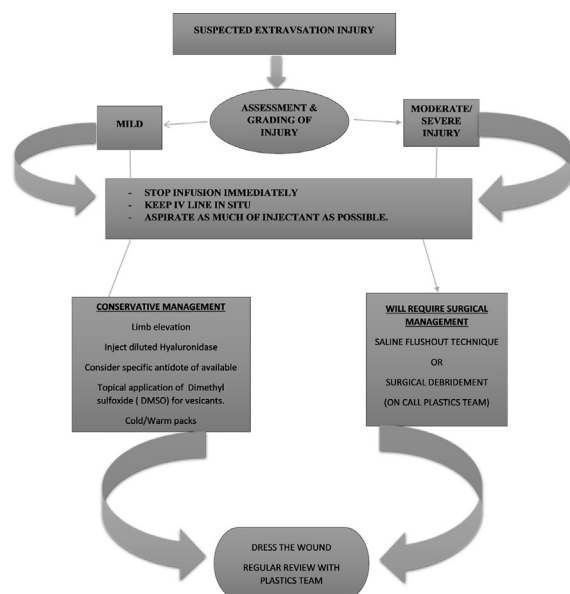 SUSPECTED EXTRAVSATION INJURY
ASSESSMENT &
GRADING OF
INJURY
MILD
MODERATE/
SEVERE
INJURY
- STOP INFUSION IMMEDIATELY
- KEEP IV LINE IN SITU
- ASPIRATE AS MUCH OF INJECTANT AS POSSIBLE.
CONSERVATIVE MANAGEMENT
Limb elevation
Inject diluted Hyaluronidase
Consider specific antidote of available
Topical application of Dimethyl
sulfoxide ( DMSO) for vesicants.
Cold/Warm packs
WILL REQUIRE SURGICAL
MANAGEMENT
SALINE FLUSHOUT TECHNIQUE
OR
SURGICAL DEBRIDEMENT
(ON CALL PLASTICS TEAM)
DRESS THE WOUND
REGULAR REVIEW WITH
PLASTICS TEAM